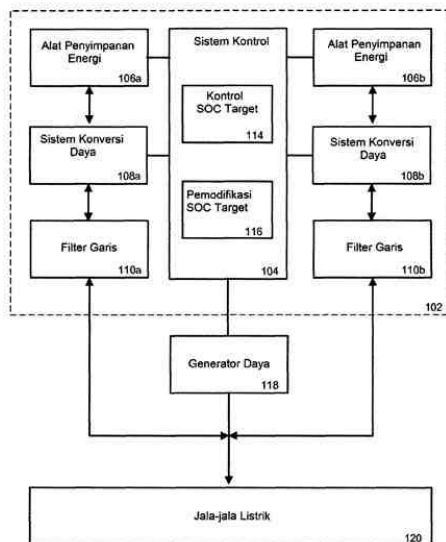 Alat Penyimpanan
Energi
106a
Sistem Konversi
Daya
108a
Filter Garis
110a
Sistem Kontrol
Kontrol
SOC Target
114
Pemodifikasi
SOC Target
116
104
Alat Penyimpanan
Energi
106b
Sistem Konversi
Daya
108b
Filter Garis
110b
102
Generator Daya
118
Jala-jala Listrik
120